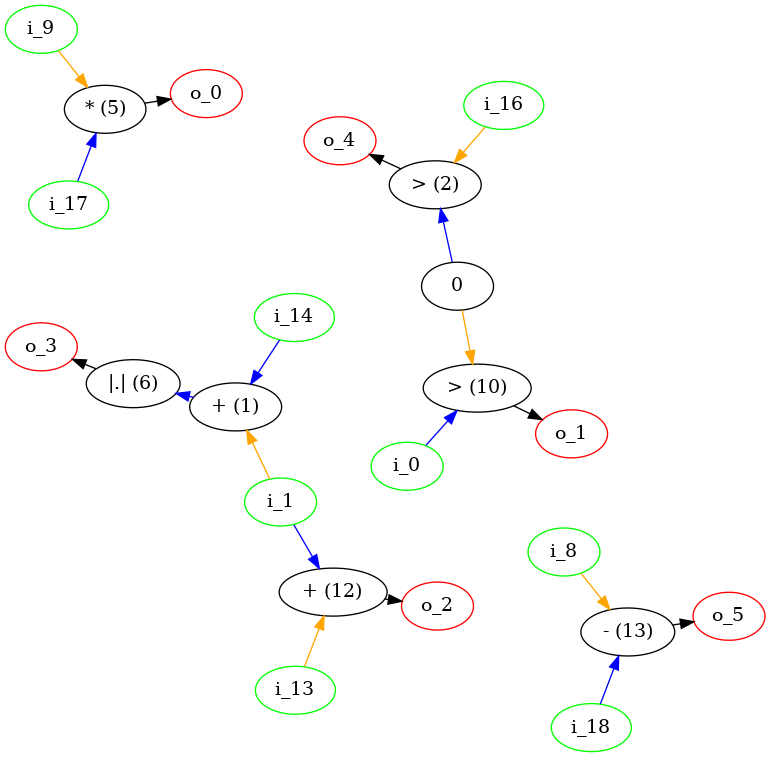 i_9
* (5)
o_0
i_17
i_16
o_4
> (2)
0
> (10)
i_0
o_1
i_14
o_3
|.| (6)
+ (1)
i_1
+ (12)
o_2
i_13
i_8
- (13)
o_5
i_18